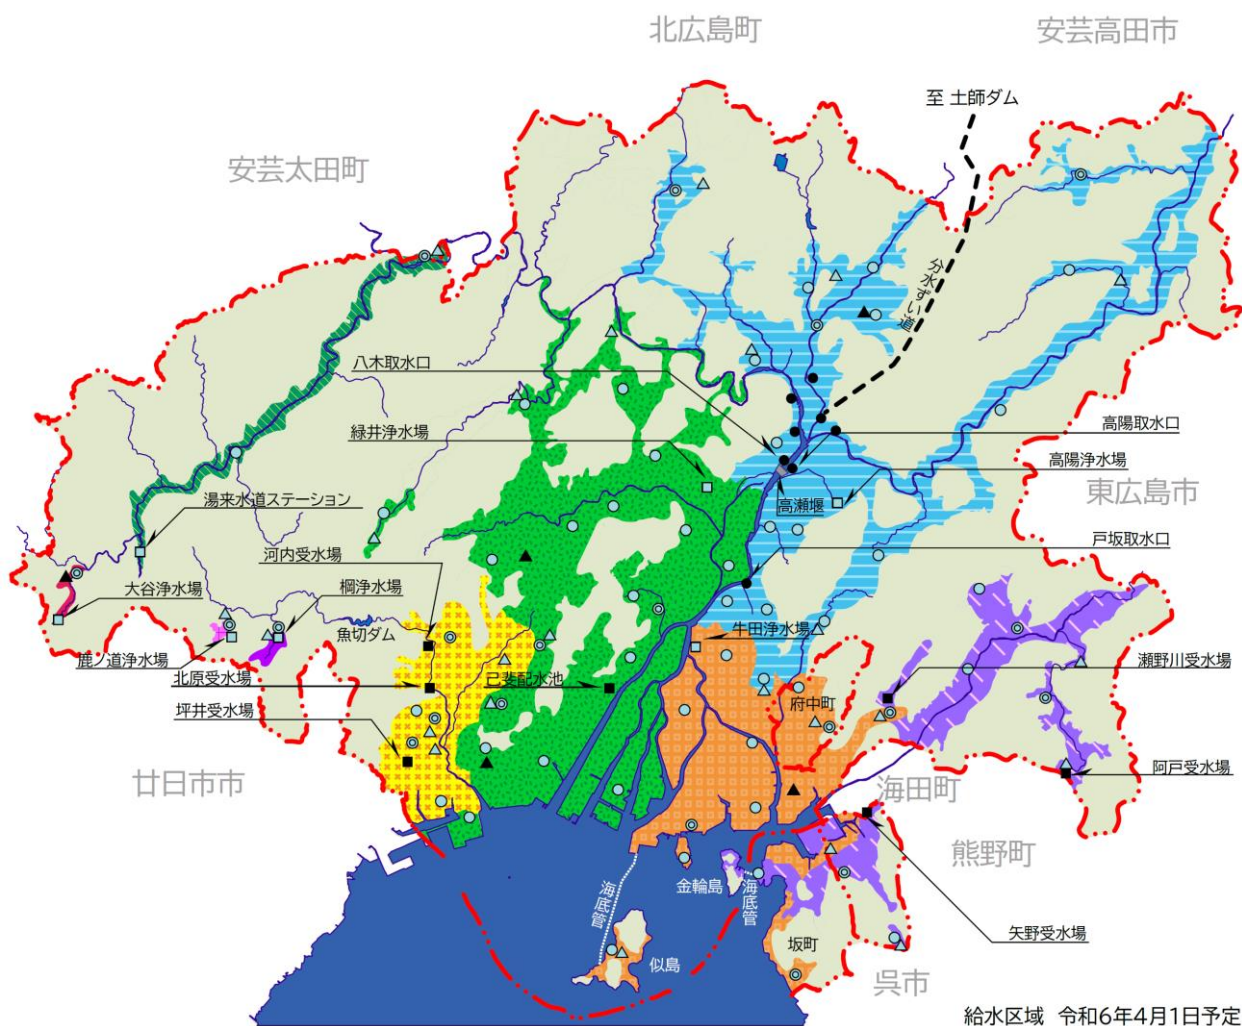 北広島町
安芸高田市
至 土師ダム
安芸太田町
分水ずい道
八木取水口
緑井浄水場
高陽取水口
高陽浄水場
東広島市
湯来水道ステーション
高瀬堰
河内受水場
戸坂取水口
大谷浄水場
椢浄水場
魚切ダム
牛田浄水場
鹿ノ道浄水場
瀬野川受水場
北原受水場
己斐配水池
府中町
坪井受水場
廿日市市
海田町
阿戸受水場
熊野町
金輪島
海底管
海底管
矢野受水場
坂町
似島
呉市
給水区域 令和6年4月1日予定